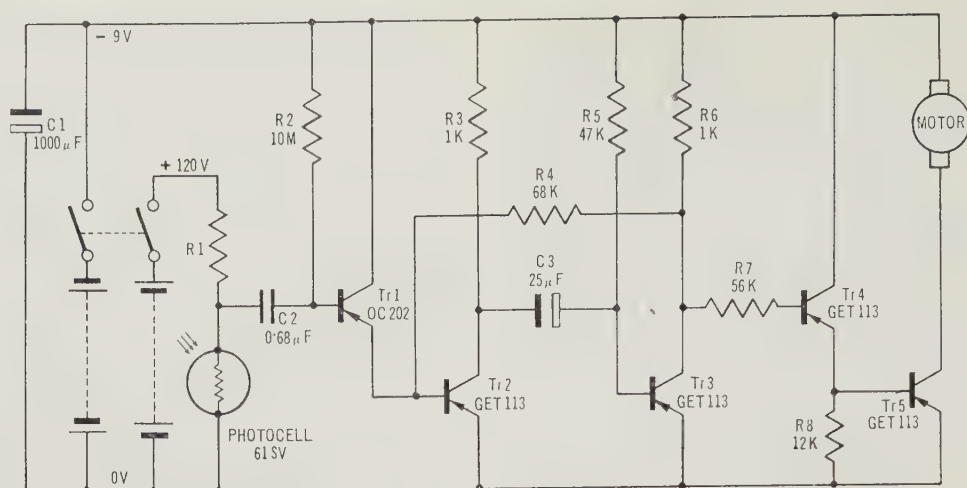 - 9V
C1
1000µF
+ 120V
R1
R2
10M
R3
1K
R4
68K
R5
47K
R6
1K
MOTOR
C2
0·68µF
Tr1
OC202
C3
25µF
R7
56K
Tr4
GET113
Tr2
GET113
Tr3
GET113
R8
12K
Tr5
GET113
PHOTOCELL
61SV
0V